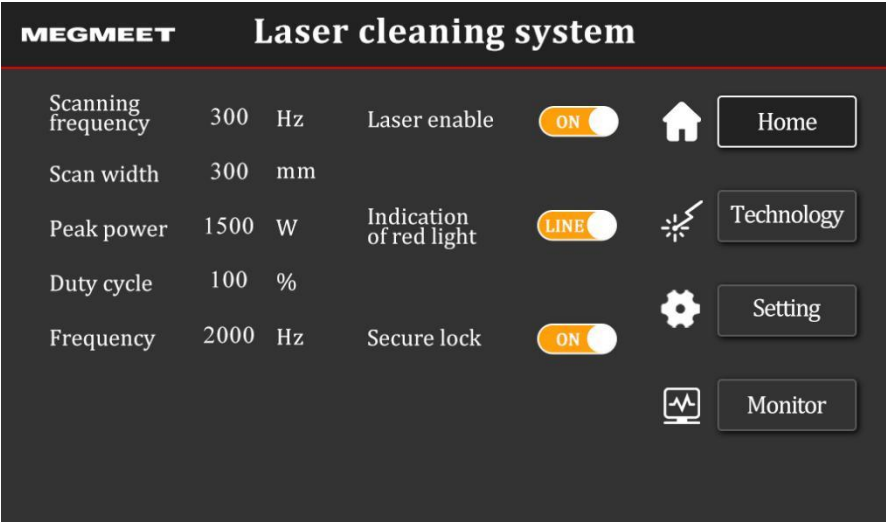 MEGMEET
Laser cleaning system
Scanning
frequency
300 Hz
Laser enable
ON
Home
Scan width
300 mm
Peak power
1500 W
Indication
of red light
LINE
Technology
Duty cycle
100 %
Setting
Frequency
2000 Hz
Secure lock
ON
Monitor